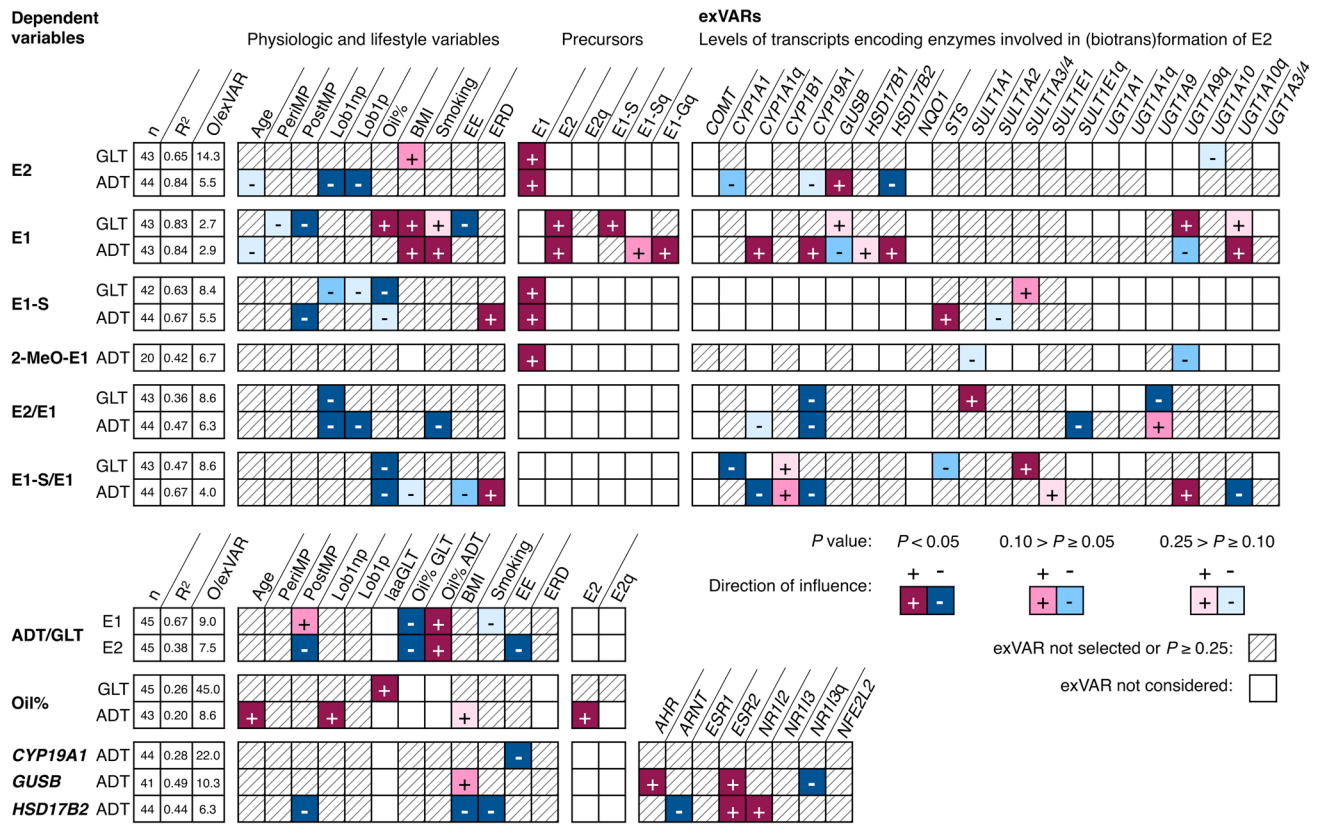 Dependent variables
exVARs
Physiologic and lifestyle variables
Precursors
Levels of transcripts encoding enzymes involved in (biotrans)formation of E2
n R² O/exVAR Age PeriMP PostMP Lob1np Lob1p Oil% BMI Smoking EE ERD E1 E2 E2q E1-S E1-Sq E1-Gq COMT CYP1A1 CYP1A1q CYP1B1 CYP19A1 GUSB HSD17B1 HSD17B2 NQO1 STS SULT1A1 SULT1A2 SULT1A3/4 SULT1E1 SULT1E1q UGT1A1 UGT1A1q UGT1A9 UGT1A9q UGT1A10 UGT1A10q UGT1A3/4
E2
GLT 43 0.65 14.3 + + -
ADT 44 0.84 5.5 - - - + - - + -
E1
GLT 43 0.83 2.7 - - + + + - + + + + +
ADT 44 0.84 2.9 - + + + + + + + - + + - +
E1-S
GLT 42 0.63 8.4 - - - + +
ADT 44 0.67 5.5 - - + + + -
2-MeO-E1 ADT 20 0.42 6.7 + - -
E2/E1
GLT 43 0.36 8.6 - - + -
ADT 44 0.47 6.3 - - - - - - +
E1-S/E1
GLT 43 0.47 8.6 - - + - +
ADT 44 0.67 4.0 - - - + - + - + + -
n R² O/exVAR Age PeriMP PostMP Lob1np Lob1p IaaGLT Oil% GLT Oil% ADT BMI Smoking EE ERD E2 E2q
P value: P < 0.05 0.10 > P ≥ 0.05 0.25 > P ≥ 0.10
+ - + - + -
Direction of influence: + - + - + -
exVAR not selected or P ≥ 0.25:
exVAR not considered:
ADT/GLT
E1 45 0.67 9.0 + - + -
E2 45 0.38 7.5 - - + -
Oil%
GLT 45 0.26 45.0 +
ADT 43 0.20 8.6 + + + +
AHR ARNT ESR1 ESR2 NR1I2 NR1I3 NR1I3q NFE2L2
CYP19A1 ADT 44 0.28 22.0 -
GUSB ADT 41 0.49 10.3 + + + -
HSD17B2 ADT 44 0.44 6.3 - - - - + +